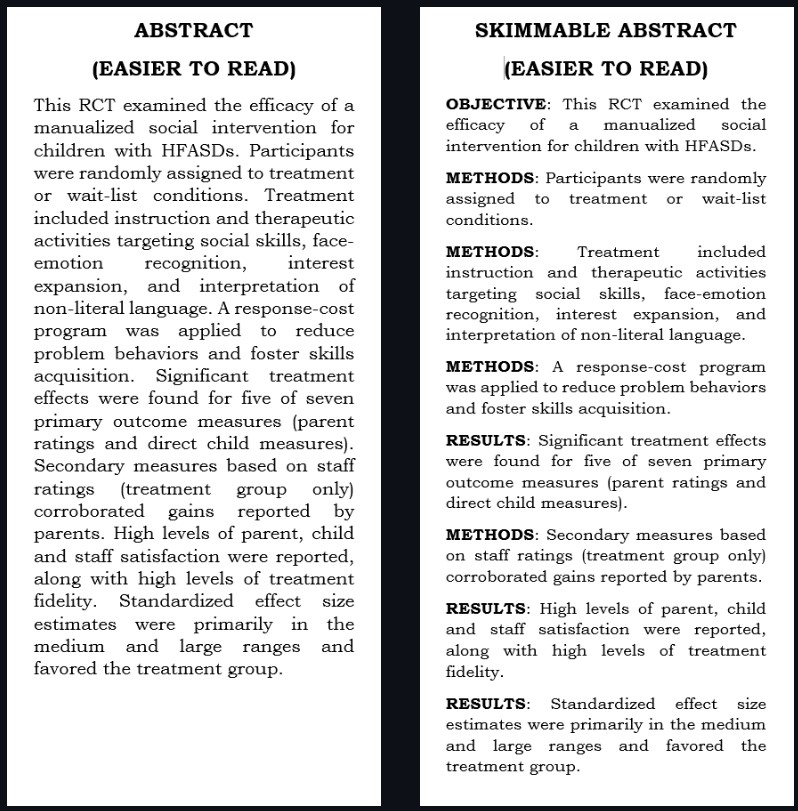 ABSTRACT
(EASIER TO READ)
This RCT examined the efficacy of a
manualized social intervention for
children with HFASDs. Participants
were randomly assigned to treatment
or wait-list conditions. Treatment
included instruction and therapeutic
activities targeting social skills, face-
emotion recognition, interest
expansion, and interpretation of
non-literal language. A response-cost
program was applied to reduce
problem behaviors and foster skills
acquisition. Significant treatment
effects were found for five of seven
primary outcome measures (parent
ratings and direct child measures).
Secondary measures based on staff
ratings (treatment group only)
corroborated gains reported by
parents. High levels of parent, child
and staff satisfaction were reported,
along with high levels of treatment
fidelity. Standardized effect size
estimates were primarily in the
medium and large ranges and
favored the treatment group.
SKIMMABLE ABSTRACT
(EASIER TO READ)
OBJECTIVE: This RCT examined the
efficacy of a manualized social
intervention for children with HFASDs.
METHODS: Participants were randomly
assigned to treatment or wait-list
conditions.
METHODS: Treatment included
instruction and therapeutic activities
targeting social skills, face-emotion
recognition, interest expansion, and
interpretation of non-literal language.
METHODS: A response-cost program
was applied to reduce problem behaviors
and foster skills acquisition.
RESULTS: Significant treatment effects
were found for five of seven primary
outcome measures (parent ratings and
direct child measures).
METHODS: Secondary measures based
on staff ratings (treatment group only)
corroborated gains reported by parents.
RESULTS: High levels of parent, child
and staff satisfaction were reported,
along with high levels of treatment
fidelity.
RESULTS: Standardized effect size
estimates were primarily in the medium
and large ranges and favored the
treatment group.